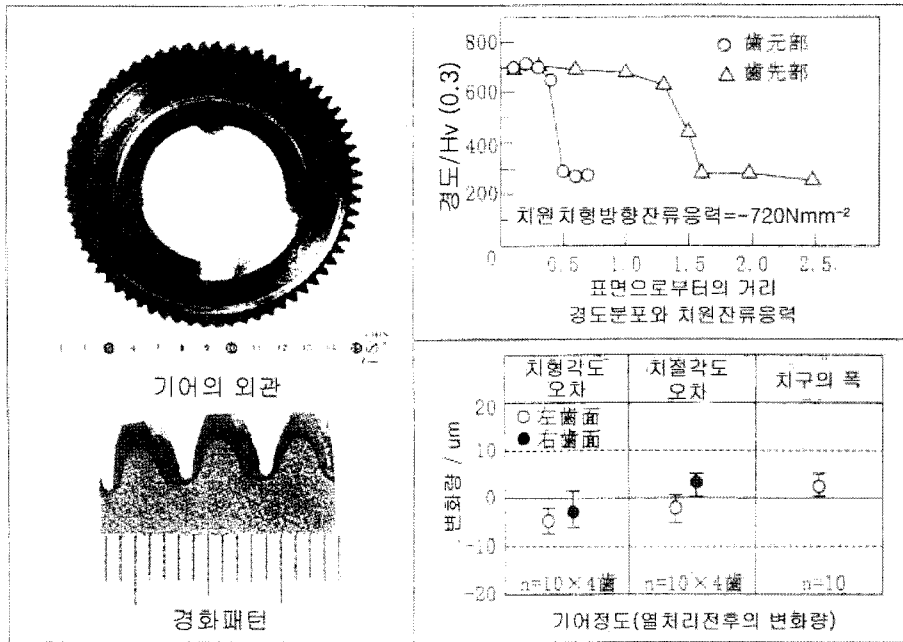 기어의 외관
경화패턴
경도/Hv (0.3)
800
600
400
200
0
○ 歯元部
△ 歯先部
치원치형방향잔류응력=-720Nmm⁻²
0 0.5 1.0 1.5 2.0 2.5
표면으로부터의 거리
경도분포와 치원잔류응력
치형각도 오차
치절각도 오차
치구의 폭
변화량 / um
20
10
0
-10
-20
○ 左歯面
● 右歯面
n=10×4歯
n=10×4歯
n=10
기어정도(열처리전후의 변화량)